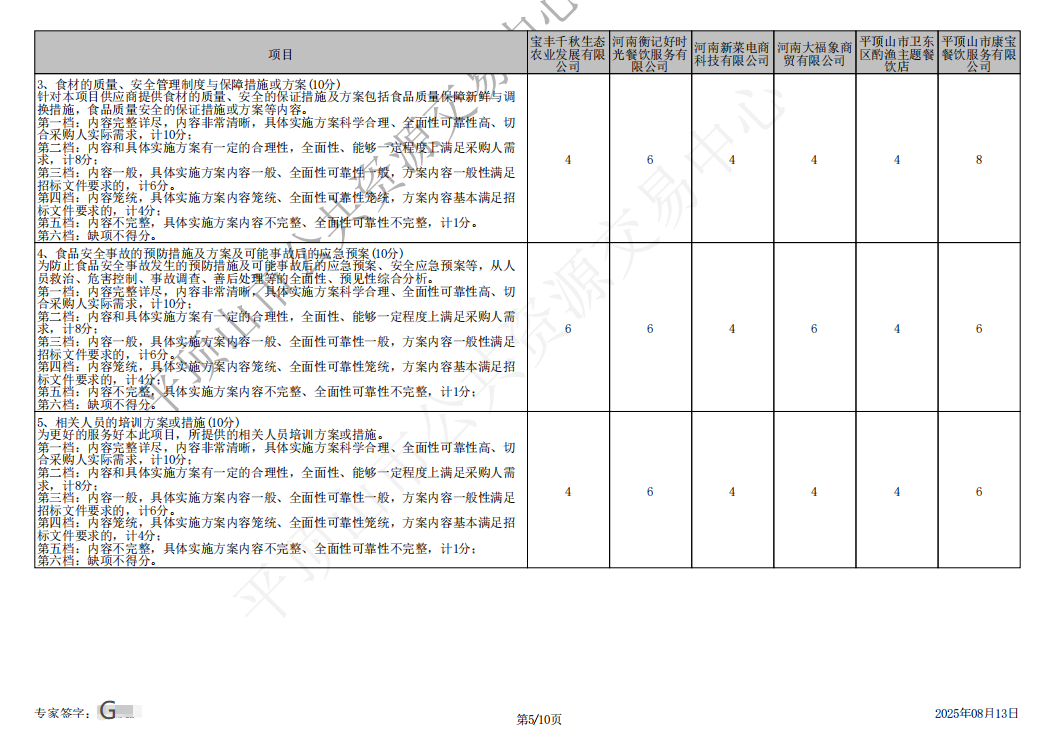 项目
宝丰千秋生态
农业发展有限
公司
河南衡记好时
光餐饮服务有
限公司
河南新菜电商
科技有限公司
河南大福象商
贸有限公司
平顶山市卫东
区酌渔主题餐
饮店
平顶山市康宝
餐饮服务有限
公司
3、食材的质量、安全管理制度与保障措施或方案(10分)
针对本项目供应商提供食材的质量、安全的保证措施及方案包括食品质量保障新鲜与调
换措施，食品质量安全的保证措施或方案等内容。
第一档：内容完整详尽，内容非常清晰，具体实施方案科学合理、全面性可靠性高、切
合采购人实际需求，计10分；
第二档：内容和具体实施方案有一定的合理性，全面性、能够一定程度上满足采购人需
求，计8分；
第三档：内容一般，具体实施方案内容一般、全面性可靠性一般，方案内容一般性满足
招标文件要求的，计6分。
第四档：内容笼统，具体实施方案内容笼统、全面性可靠性笼统，方案内容基本满足招
标文件要求的，计4分；
第五档：内容不完整，具体实施方案内容不完整、全面性可靠性不完整，计1分。
第六档：缺项不得分。
4 6 4 4 4 8
4、食品安全事故的预防措施及方案及可能事故后的应急预案(10分)
为防止食品安全事故发生的预防措施及可能事故后的应急预案、安全应急预案等，从人
员救治、危害控制、事故调查、善后处理等的全面性、预见性综合分析。
第一档：内容完整详尽，内容非常清晰，具体实施方案科学合理、全面性可靠性高、切
合采购人实际需求，计10分；
第二档：内容和具体实施方案有一定的合理性，全面性、能够一定程度上满足采购人需
求，计8分；
第三档：内容一般，具体实施方案内容一般、全面性可靠性一般，方案内容一般性满足
招标文件要求的，计6分。
第四档：内容笼统，具体实施方案内容笼统、全面性可靠性笼统，方案内容基本满足招
标文件要求的，计4分；
第五档：内容不完整，具体实施方案内容不完整、全面性可靠性不完整，计1分；
第六档：缺项不得分。
6 6 4 6 4 6
5、相关人员的培训方案或措施(10分)
为更好的服务好本此项目，所提供的相关人员培训方案或措施。
第一档：内容完整详尽，内容非常清晰，具体实施方案科学合理、全面性可靠性高、切
合采购人实际需求，计10分；
第二档：内容和具体实施方案有一定的合理性，全面性、能够一定程度上满足采购人需
求，计8分；
第三档：内容一般，具体实施方案内容一般、全面性可靠性一般，方案内容一般性满足
招标文件要求的，计6分。
第四档：内容笼统，具体实施方案内容笼统、全面性可靠性笼统，方案内容基本满足招
标文件要求的，计4分；
第五档：内容不完整，具体实施方案内容不完整、全面性可靠性不完整，计1分；
第六档：缺项不得分。
4 6 4 4 4 6
平顶山市公共资源交易中心
平顶山市公共资源交易中心
专家签字：G
第5/10页
2025年08月13日